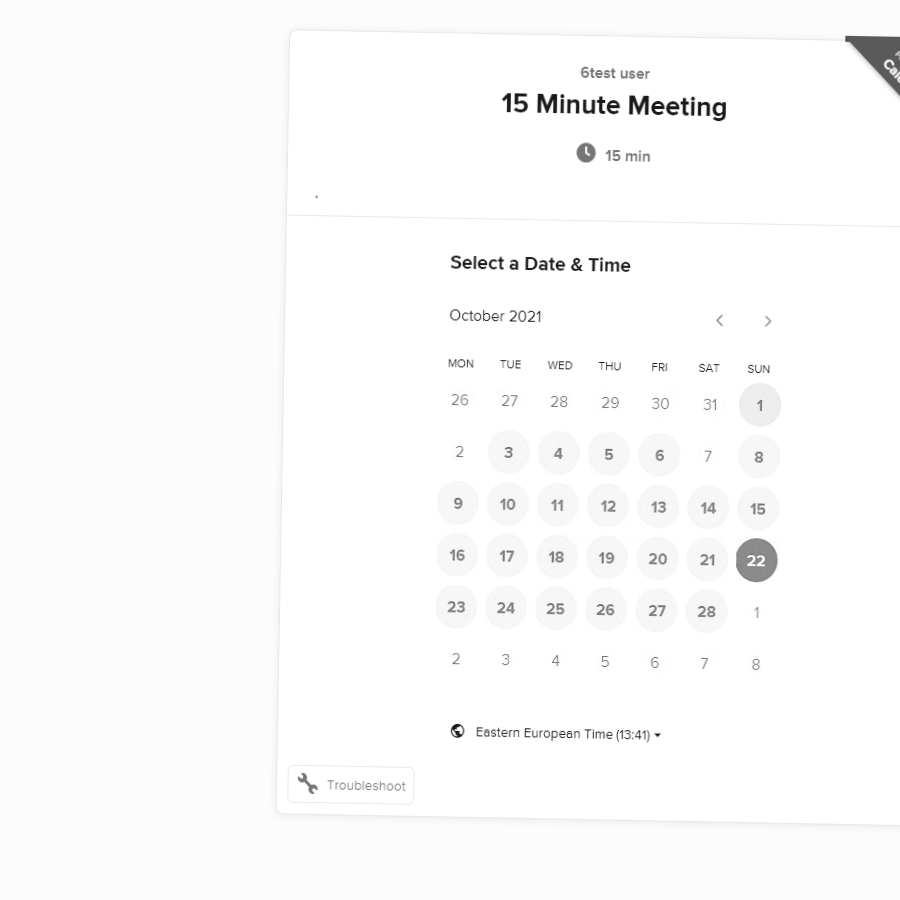 6test user
15 Minute Meeting
15 min
.
Select a Date & Time
October 2021
MON TUE WED THU FRI SAT SUN
26 27 28 29 30 31 1
2 3 4 5 6 7 8
9 10 11 12 13 14 15
16 17 18 19 20 21 22
23 24 25 26 27 28 1
2 3 4 5 6 7 8
Eastern European Time (13:41)
Troubleshoot